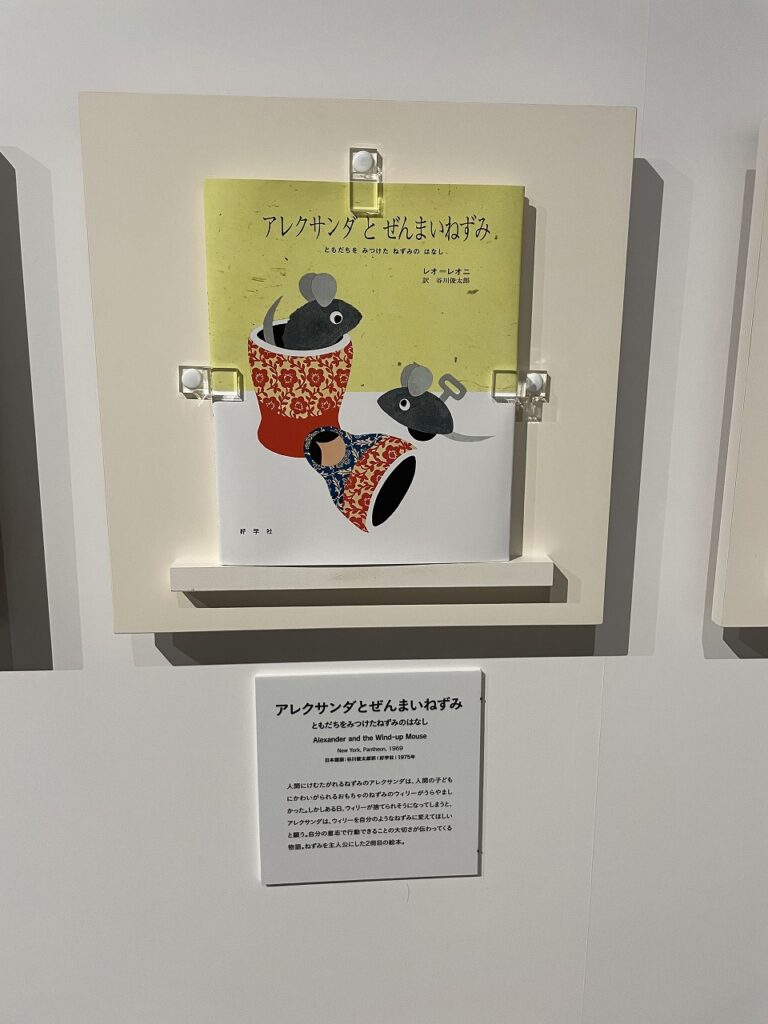 アレクサンダ と ぜんまいねずみ
ともだちを みつけた ねずみの はなし
レオ=レオニ
訳 谷川俊太郎
好学社
アレクサンダとぜんまいねずみ
ともだちをみつけたねずみのはなし
Alexander and the Wind-up Mouse
New York, Pantheon, 1969
日本語版|谷川俊太郎訳|好学社|1975年
人間にけむたがれるねずみのアレクサンダは、人間の子ども
にかわいがられるおもちゃのねずみのウィリーがうらやまし
かった。しかしある日、ウィリーが捨てられそうになってしまうと、
アレクサンダは、ウィリーを自分のようなねずみに変えてほしい
と願う。自分の意志で行動できることの大切さが伝わってくる
物語。ねずみを主人公にした2冊目の絵本。